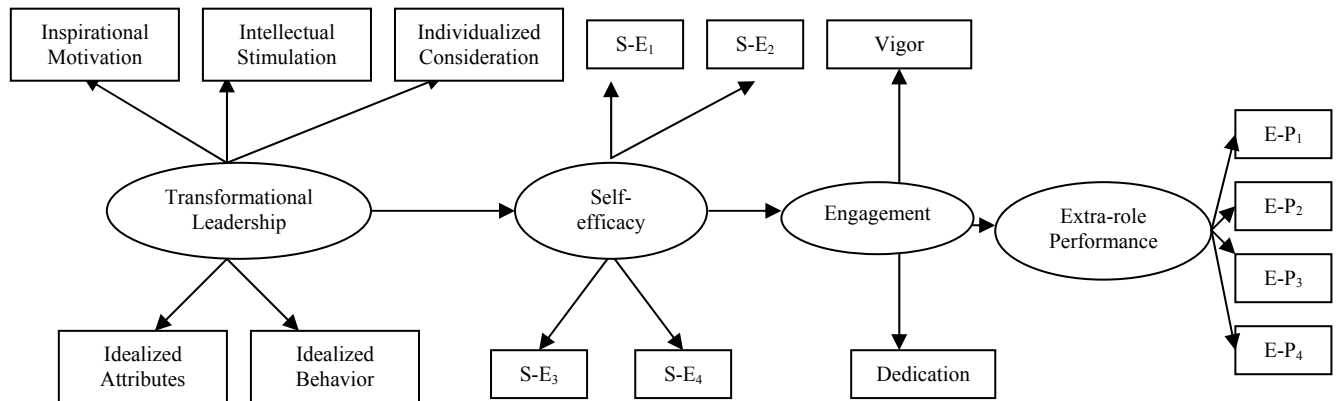 Inspirational
Motivation
Intellectual
Stimulation
Individualized
Consideration
S-E₁
S-E₂
Vigor
E-P₁
E-P₂
E-P₃
E-P₄
Transformational
Leadership
Self-
efficacy
Engagement
Extra-role
Performance
Idealized
Attributes
Idealized
Behavior
S-E₃
S-E₄
Dedication